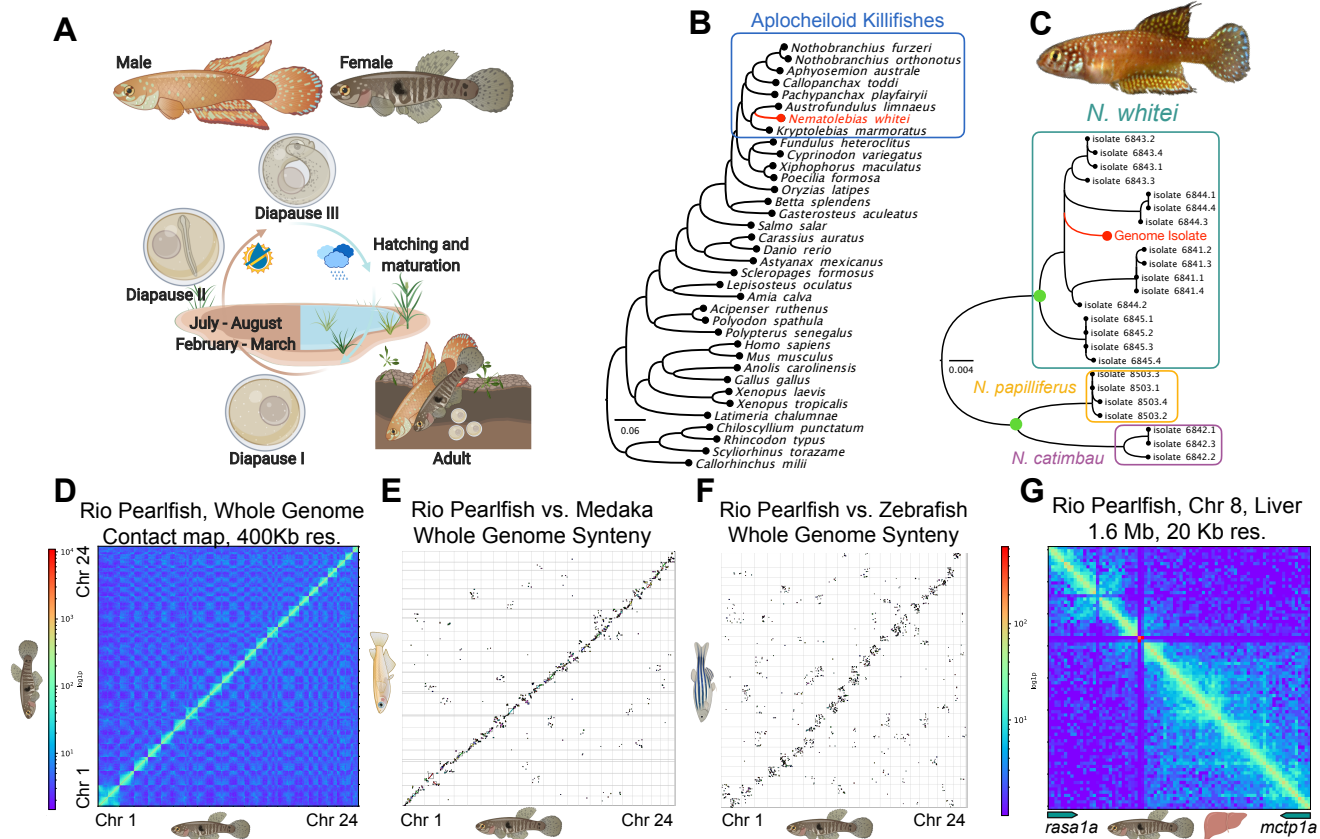 A
Male
Female
Diapause III
Diapause II
Hatching and
maturation
July - August
February - March
Diapause I
Adult
B
Aplocheiloid Killifishes
Nothobranchius furzeri
Nothobranchius orthonotus
Aphyosemion australe
Callopanchax toddi
Pachypanchax playfairyii
Austrofundulus limnaeus
Nematolebias whitei
Kryptolebias marmoratus
Fundulus heteroclitus
Cyprinodon variegatus
Xiphophorus maculatus
Poecilia formosa
Oryzias latipes
Betta splendens
Gasterosteus aculeatus
Salmo salar
Carassius auratus
Danio rerio
Astyanax mexicanus
Scleropages formosus
Lepisosteus oculatus
Amia calva
Acipenser ruthenus
Polyodon spathula
Polypterus senegalus
Homo sapiens
Mus musculus
Anolis carolinensis
Gallus gallus
Xenopus laevis
Xenopus tropicalis
Latimeria chalumnae
Chiloscyllium punctatum
Rhincodon typus
Scyliorhinus torazame
Callorhinchus milii
0.06
C
N. whitei
isolate 6843.2
isolate 6843.4
isolate 6843.1
isolate 6843.3
isolate 6844.1
isolate 6844.4
isolate 6844.3
Genome Isolate
isolate 6841.2
isolate 6841.3
isolate 6841.1
isolate 6841.4
isolate 6844.2
isolate 6845.1
isolate 6845.2
isolate 6845.3
isolate 6845.4
0.004
N. papilliferus
isolate 8503.3
isolate 8503.1
isolate 8503.4
isolate 8503.2
N. catimbau
isolate 6842.1
isolate 6842.3
isolate 6842.2
D
Rio Pearlfish, Whole Genome
Contact map, 400Kb res.
10⁴
10³
10²
10¹
log1p
Chr 24
Chr 1
Chr 1
Chr 24
E
Rio Pearlfish vs. Medaka
Whole Genome Synteny
Chr 1
Chr 24
F
Rio Pearlfish vs. Zebrafish
Whole Genome Synteny
Chr 1
Chr 24
G
Rio Pearlfish, Chr 8, Liver
1.6 Mb, 20 Kb res.
10²
10¹
log1p
rasa1a
mctp1a